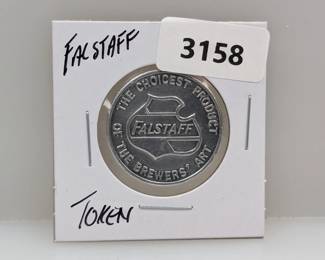 FALSTAFF
3158
THE CHOICEST PRODUCT
FALSTAFF
OF THE BREWERS' ART
TOKEN